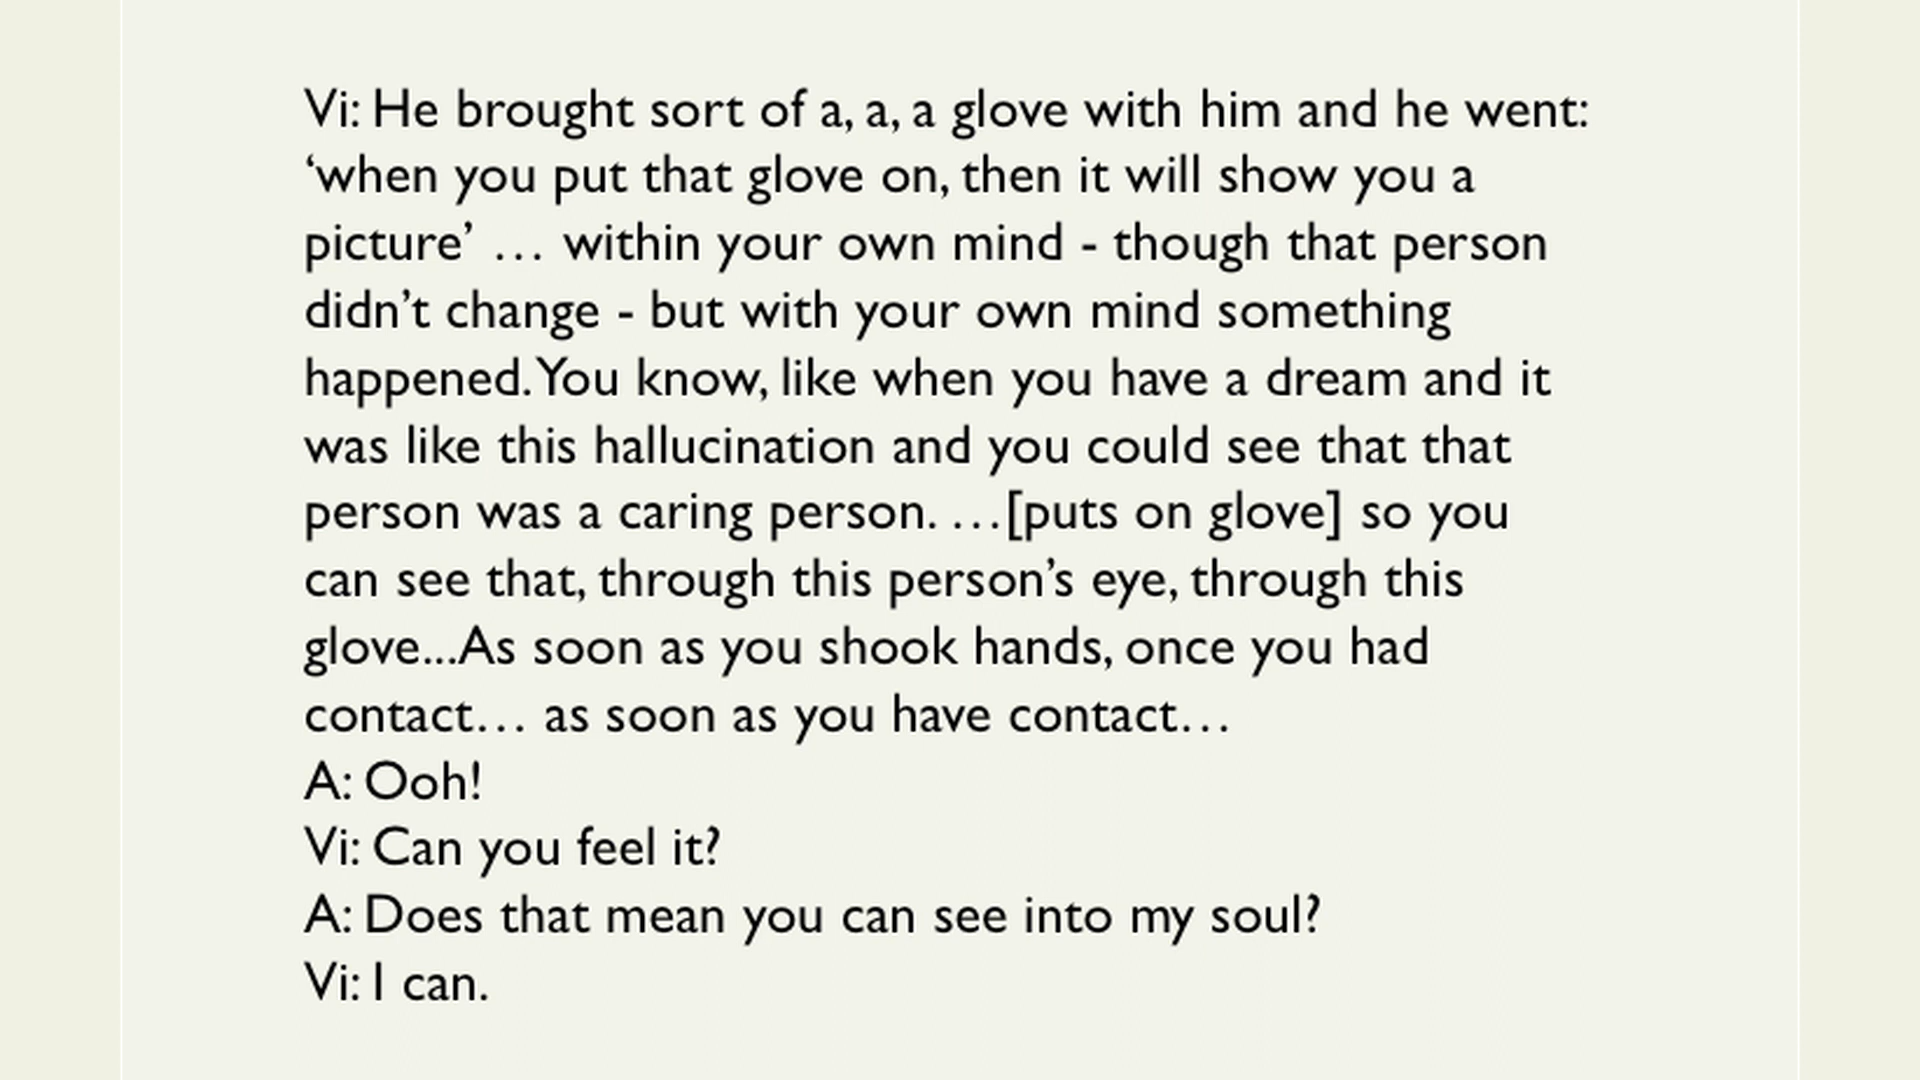 Vi: He brought sort of a, a, a glove with him and he went:
‘when you put that glove on, then it will show you a
picture’ … within your own mind - though that person
didn’t change - but with your own mind something
happened. You know, like when you have a dream and it
was like this hallucination and you could see that that
person was a caring person. …[puts on glove] so you
can see that, through this person’s eye, through this
glove...As soon as you shook hands, once you had
contact… as soon as you have contact…
A: Ooh!
Vi: Can you feel it?
A: Does that mean you can see into my soul?
Vi: I can.